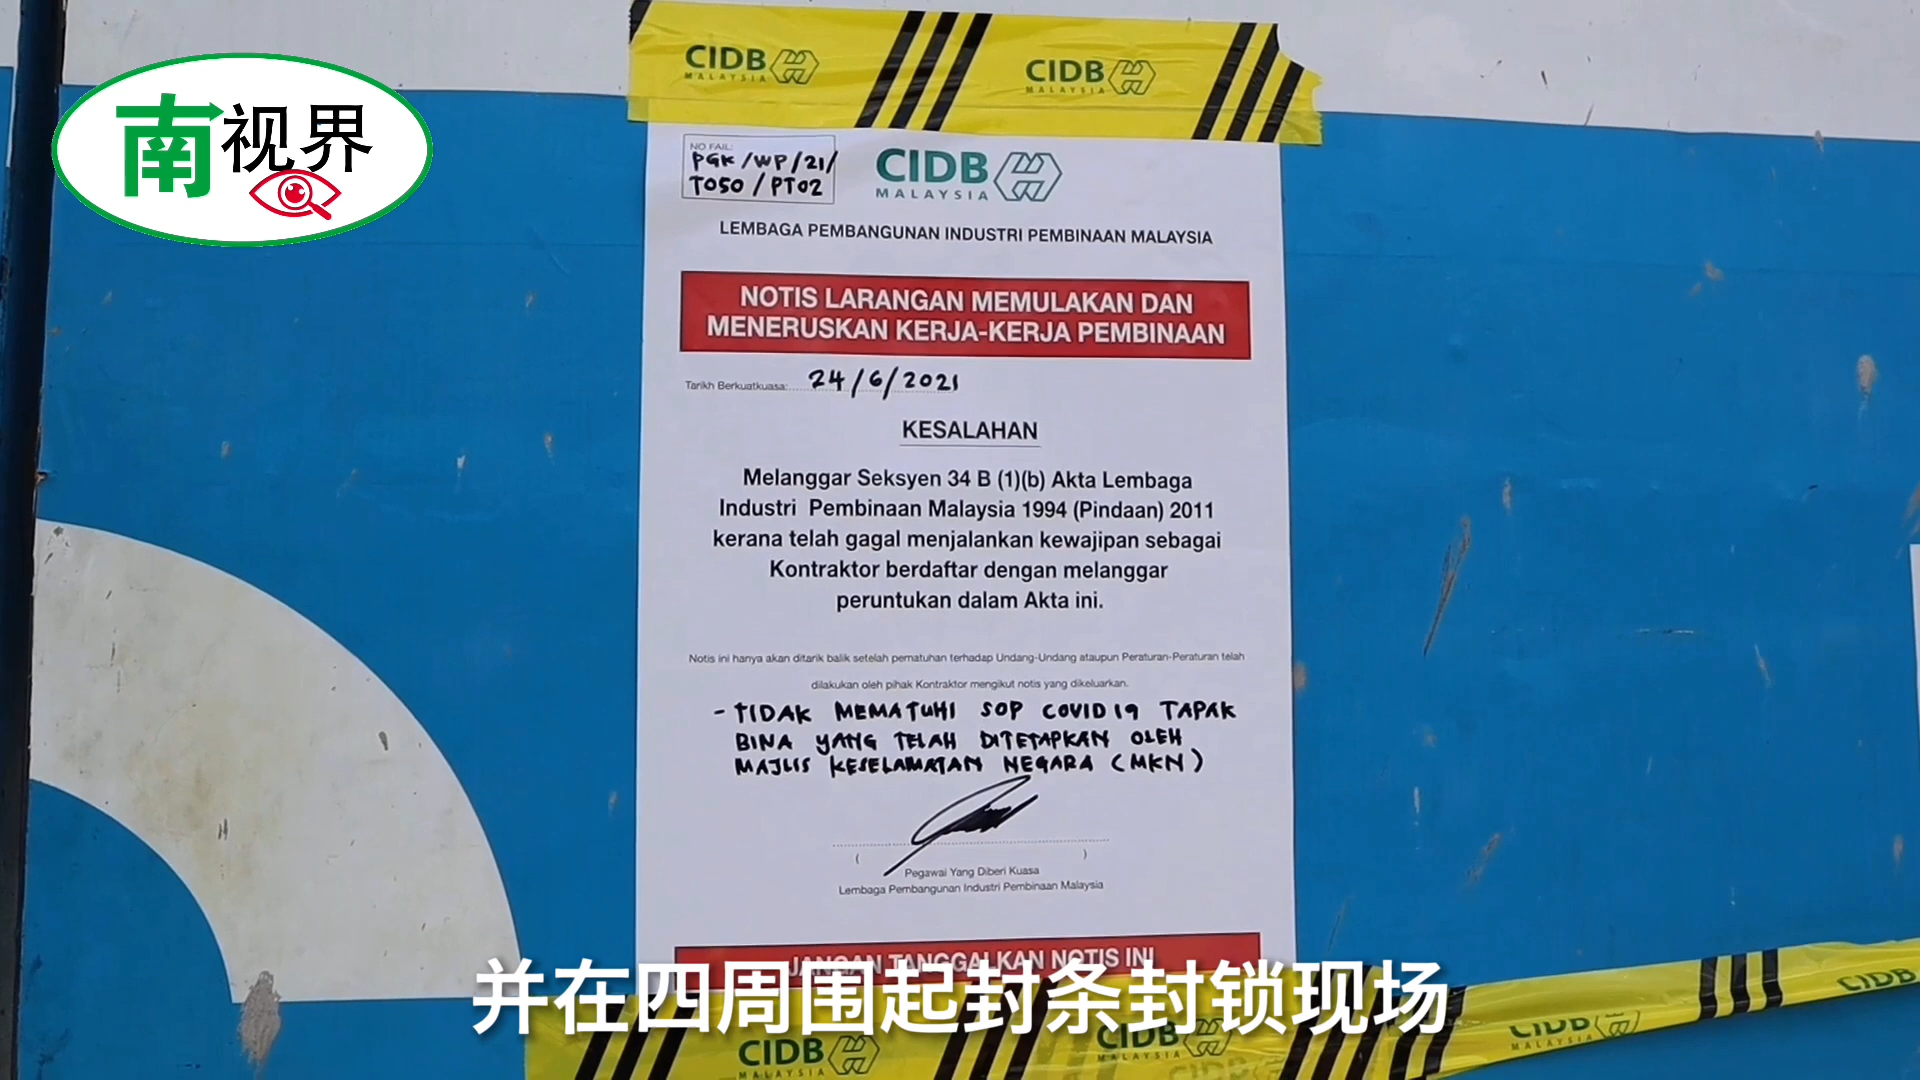 CIDB
MALAYSIA
CIDB
MALAYSIA
南视界
NO FAIL:
PGK/WP/21/
T050/PT02
CIDB
MALAYSIA
LEMBAGA PEMBANGUNAN INDUSTRI PEMBINAAN MALAYSIA
NOTIS LARANGAN MEMULAKAN DAN
MENERUSKAN KERJA-KERJA PEMBINAAN
Tarikh Berkuatkuasa: 24/6/2021
KESALAHAN
Melanggar Seksyen 34 B (1)(b) Akta Lembaga
Industri Pembinaan Malaysia 1994 (Pindaan) 2011
kerana telah gagal menjalankan kewajipan sebagai
Kontraktor berdaftar dengan melanggar
peruntukan dalam Akta ini.
Notis ini hanya akan ditarik balik setelah pematuhan terhadap Undang-Undang ataupun Peraturan-Peraturan telah
dilakukan oleh pihak Kontraktor mengikut notis yang dikeluarkan.
- TIDAK MEMATUHI SOP COVID19 TAPAK
BINA YANG TELAH DITETAPKAN OLEH
MAJLIS KESELAMATAN NEGARA (MKN)
( )
Pegawai Yang Diberi Kuasa
Lembaga Pembangunan Industri Pembinaan Malaysia
JANGAN TANGGALKAN NOTIS INI
并在四周围起封条封锁现场
CIDB
MALAYSIA
CIDB
MALAYSIA
CIDB
CIDB